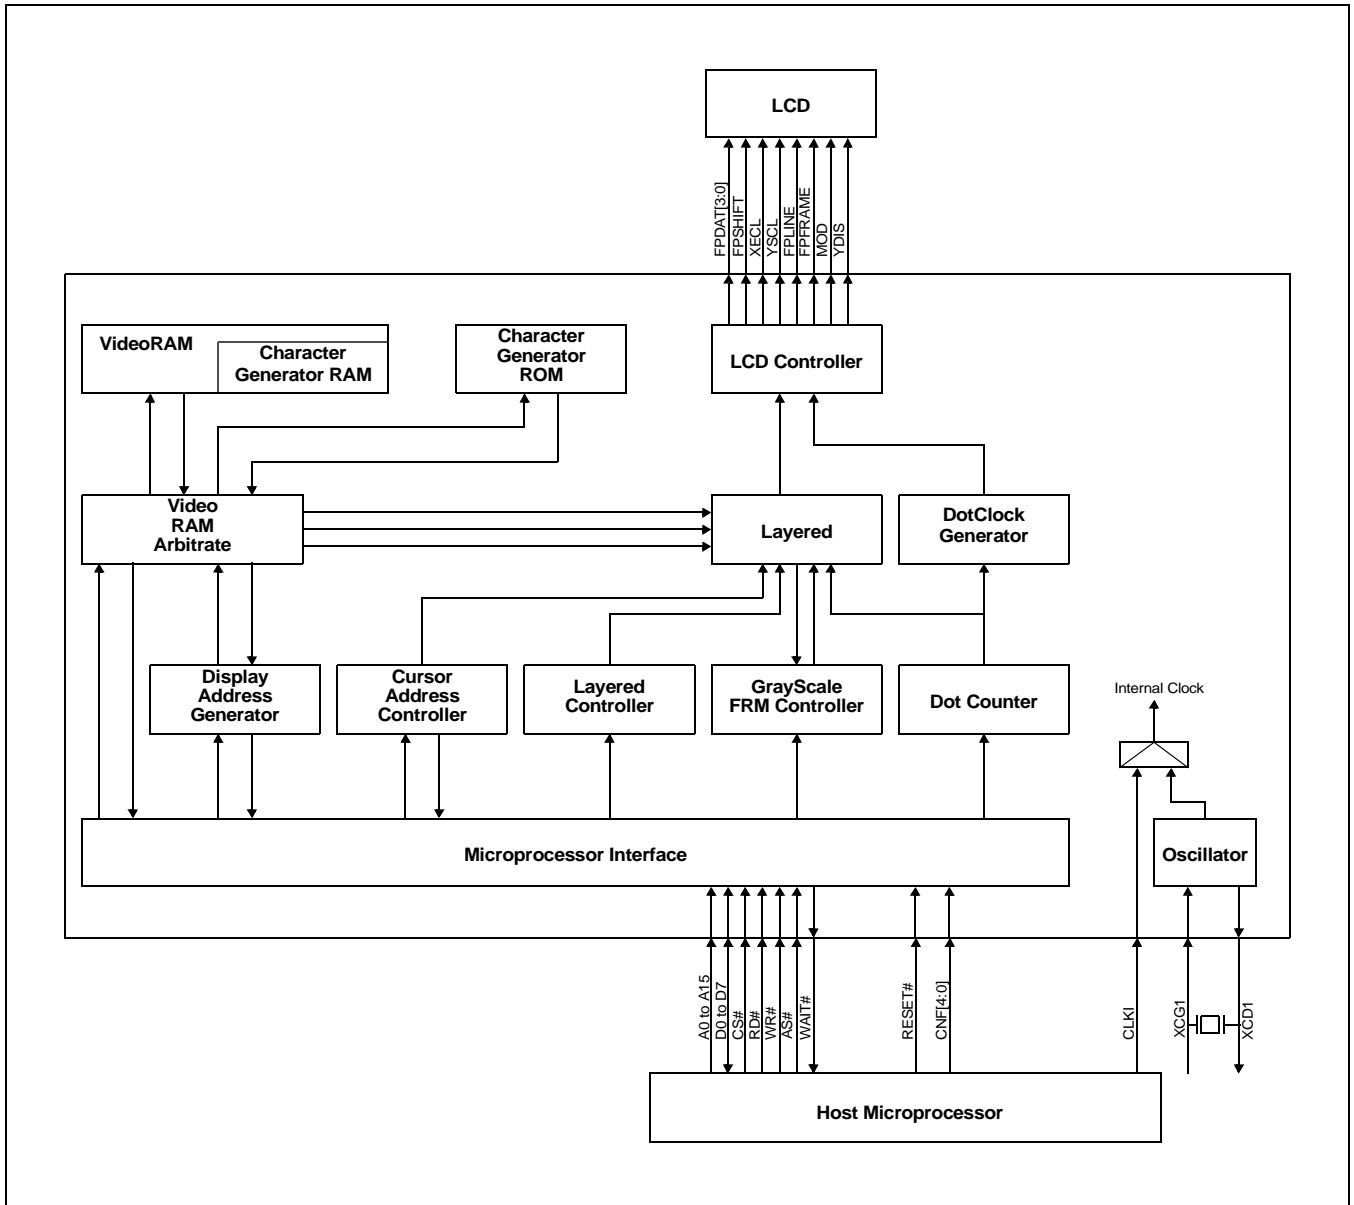 LCD
FPDAT[3:0]
FPSHIFT
XECL
YSCL
FPLINE
FPFRAME
MOD
YDIS
VideoRAM
Character
Generator RAM
Character
Generator
ROM
LCD Controller
Video
RAM
Arbitrate
Layered
DotClock
Generator
Display
Address
Generator
Cursor
Address
Controller
Layered
Controller
GrayScale
FRM Controller
Dot Counter
Internal Clock
Microprocessor Interface
Oscillator
A0 to A15
D0 to D7
CS#
RD#
WR#
AS#
WAIT#
RESET#
CNF[4:0]
CLKI
XCG1
XCD1
Host Microprocessor